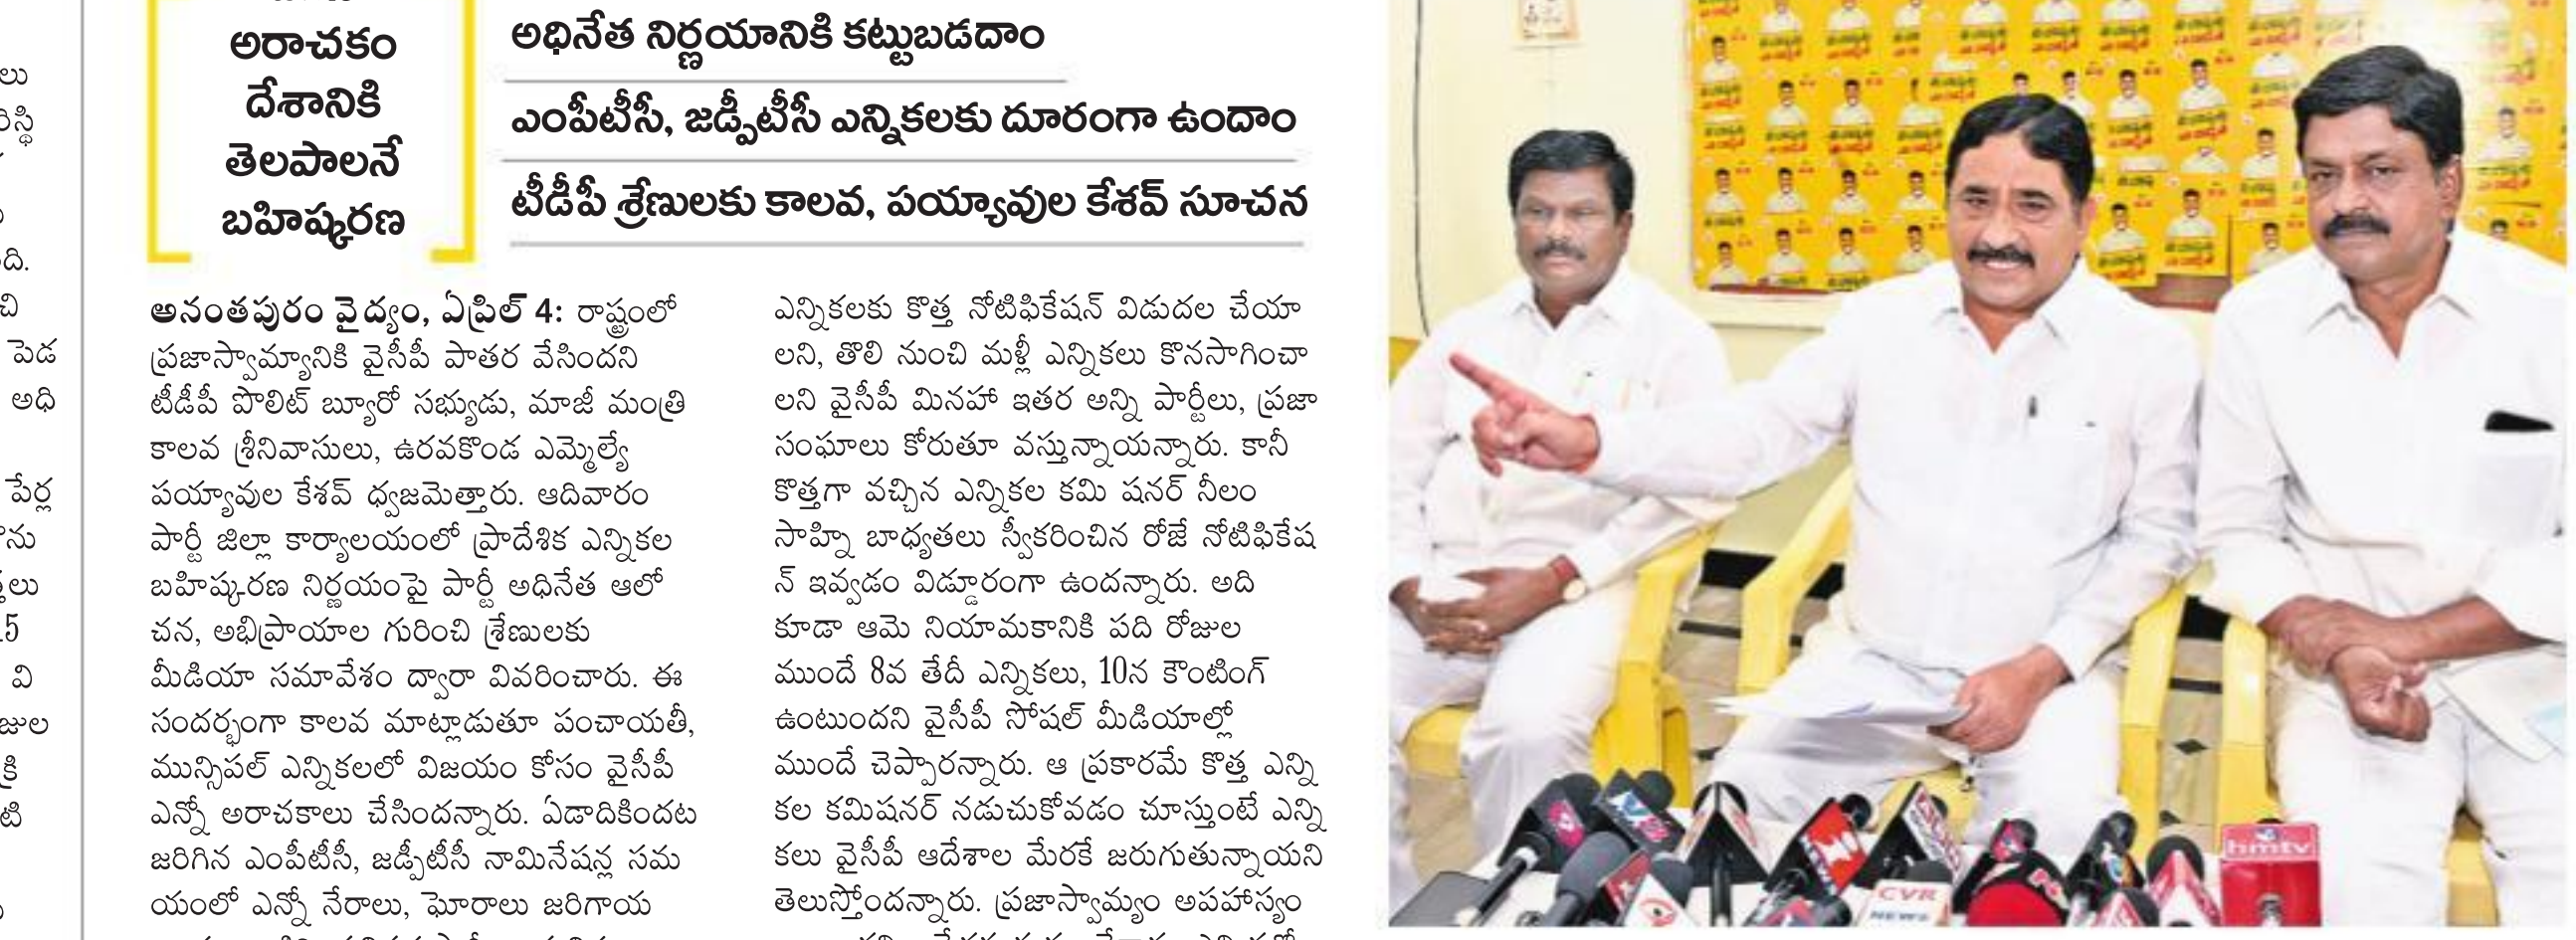 అరాచకం
దేశానికి
తెలపాలనే
బహిష్కరణ
అధినేత నిర్ణయానికి కట్టుబడదాం
ఎంపీటీసీ, జడ్పీటీసీ ఎన్నికలకు దూరంగా ఉందాం
టీడీపీ శ్రేణులకు కాలవ, పయ్యావుల కేశవ్ సూచన
అనంతపురం వైద్యం, ఏప్రిల్ 4: రాష్ట్రంలో
ప్రజాస్వామ్యానికి వైసీపీ పాతర వేసిందని
టీడీపీ పొలిట్ బ్యూరో సభ్యుడు, మాజీ మంత్రి
కాలవ శ్రీనివాసులు, ఉరవకొండ ఎమ్మెల్యే
పయ్యావుల కేశవ్ ధ్వజమెత్తారు. ఆదివారం
పార్టీ జిల్లా కార్యాలయంలో ప్రాదేశిక ఎన్నికల
బహిష్కరణ నిర్ణయంపై పార్టీ అధినేత ఆలో
చన, అభిప్రాయాల గురించి శ్రేణులకు
మీడియా సమావేశం ద్వారా వివరించారు. ఈ
సందర్భంగా కాలవ మాట్లాడుతూ పంచాయతీ,
మున్సిపల్ ఎన్నికలలో విజయం కోసం వైసీపీ
ఎన్నో అరాచకాలు చేసిందన్నారు. ఏడాదికిందట
జరిగిన ఎంపీటీసీ, జడ్పీటీసీ నామినేషన్ల సమ
యంలో ఎన్నో నేరాలు, ఘోరాలు జరిగాయ
ఎన్నికలకు కొత్త నోటిఫికేషన్ విడుదల చేయా
లని, తొలి నుంచి మళ్లీ ఎన్నికలు కొనసాగించా
లని వైసీపీ మినహా ఇతర అన్ని పార్టీలు, ప్రజా
సంఘాలు కోరుతూ వస్తున్నాయన్నారు. కానీ
కొత్తగా వచ్చిన ఎన్నికల కమి షనర్ నీలం
సాహ్ని బాధ్యతలు స్వీకరించిన రోజే నోటిఫికేష
న్ ఇవ్వడం విడ్డూరంగా ఉందన్నారు. అది
కూడా ఆమె నియామకానికి పది రోజుల
ముందే 8వ తేదీ ఎన్నికలు, 10న కౌంటింగ్
ఉంటుందని వైసీపీ సోషల్ మీడియాల్లో
ముందే చెప్పారన్నారు. ఆ ప్రకారమే కొత్త ఎన్ని
కల కమిషనర్ నడుచుకోవడం చూస్తుంటే ఎన్ని
కలు వైసీపీ ఆదేశాల మేరకే జరుగుతున్నాయని
తెలుస్తోందన్నారు. ప్రజాస్వామ్యం అపహాస్యం
hmtv
CVR
NEWS